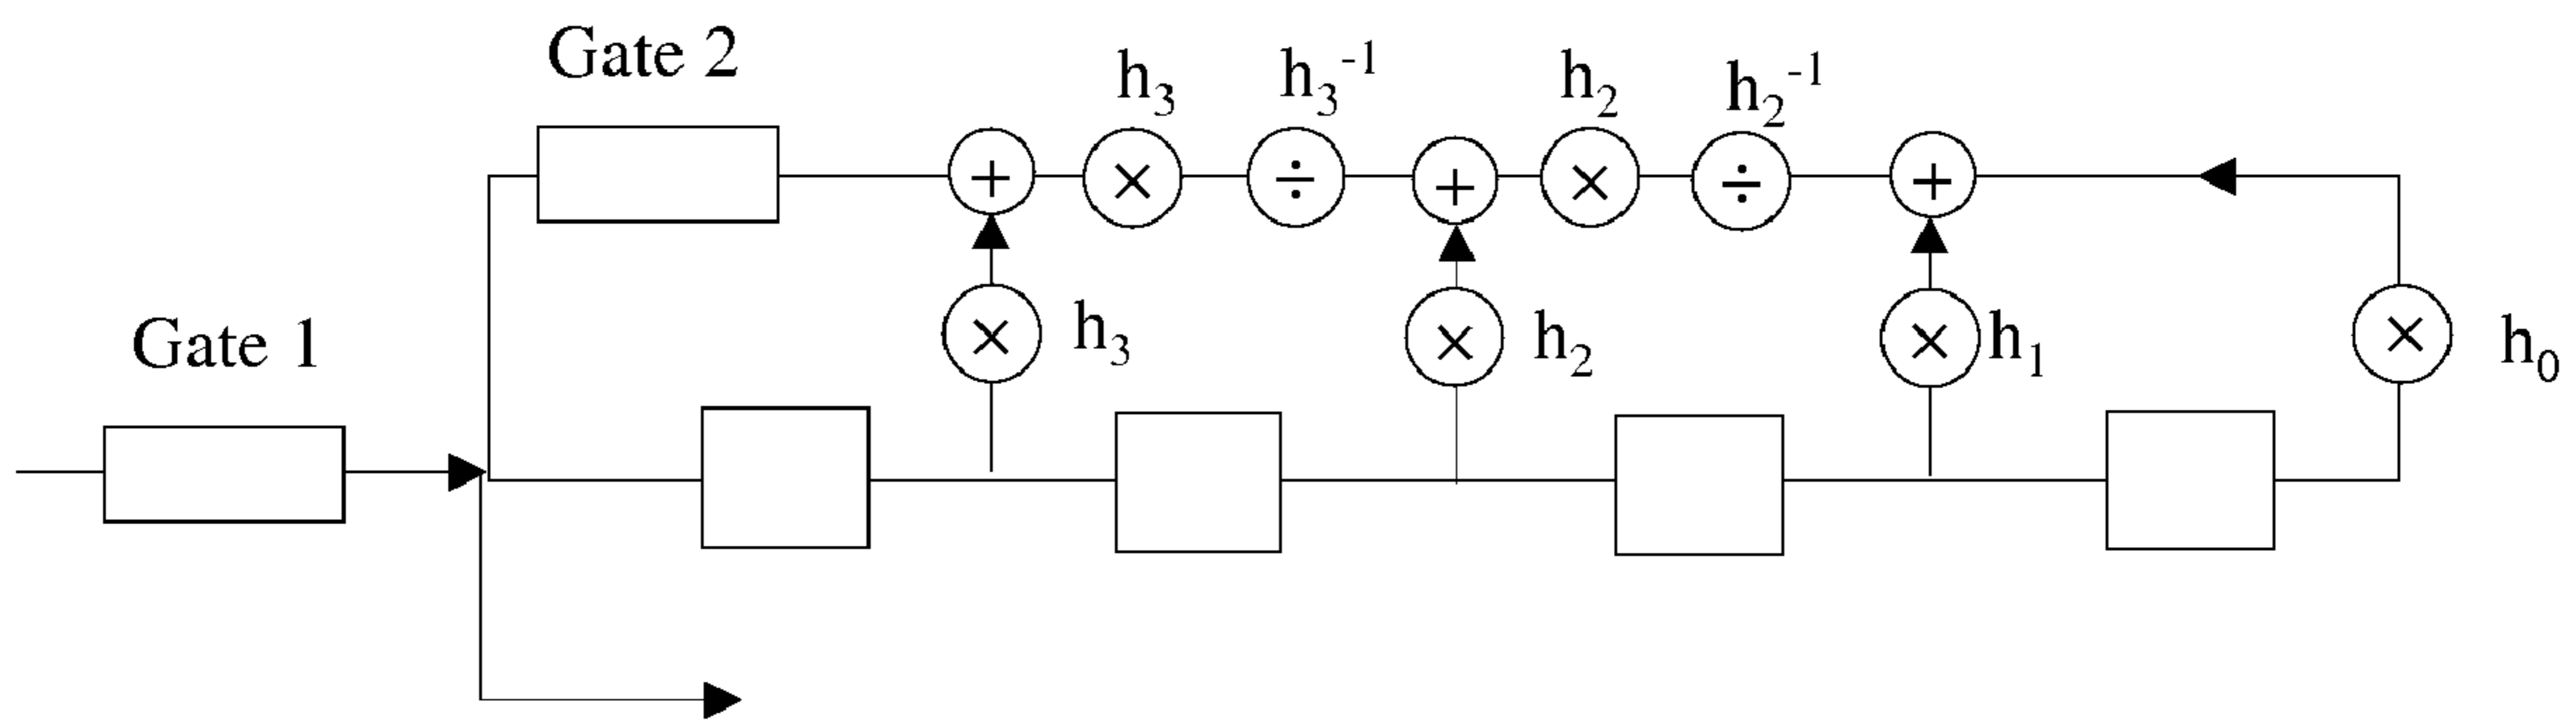 Gate 2
h₃
h₃⁻¹
h₂
h₂⁻¹
+
×
÷
+
×
÷
+
Gate 1
×
h₃
×
h₂
×
h₁
×
h₀